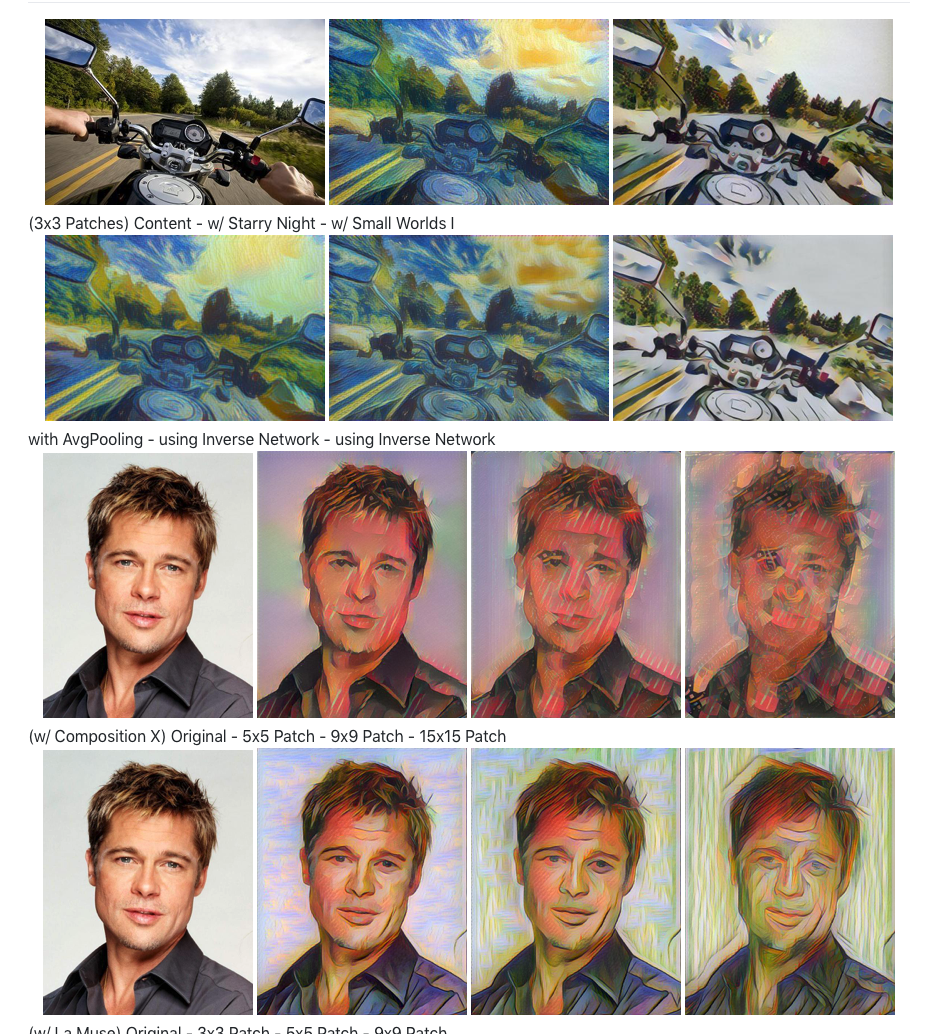 (3x3 Patches) Content - w/ Starry Night - w/ Small Worlds I
with AvgPooling - using Inverse Network - using Inverse Network
(w/ Composition X) Original - 5x5 Patch - 9x9 Patch - 15x15 Patch
(w/ La Muse) Original - 3x3 Patch - 5x5 Patch - 9x9 Patch